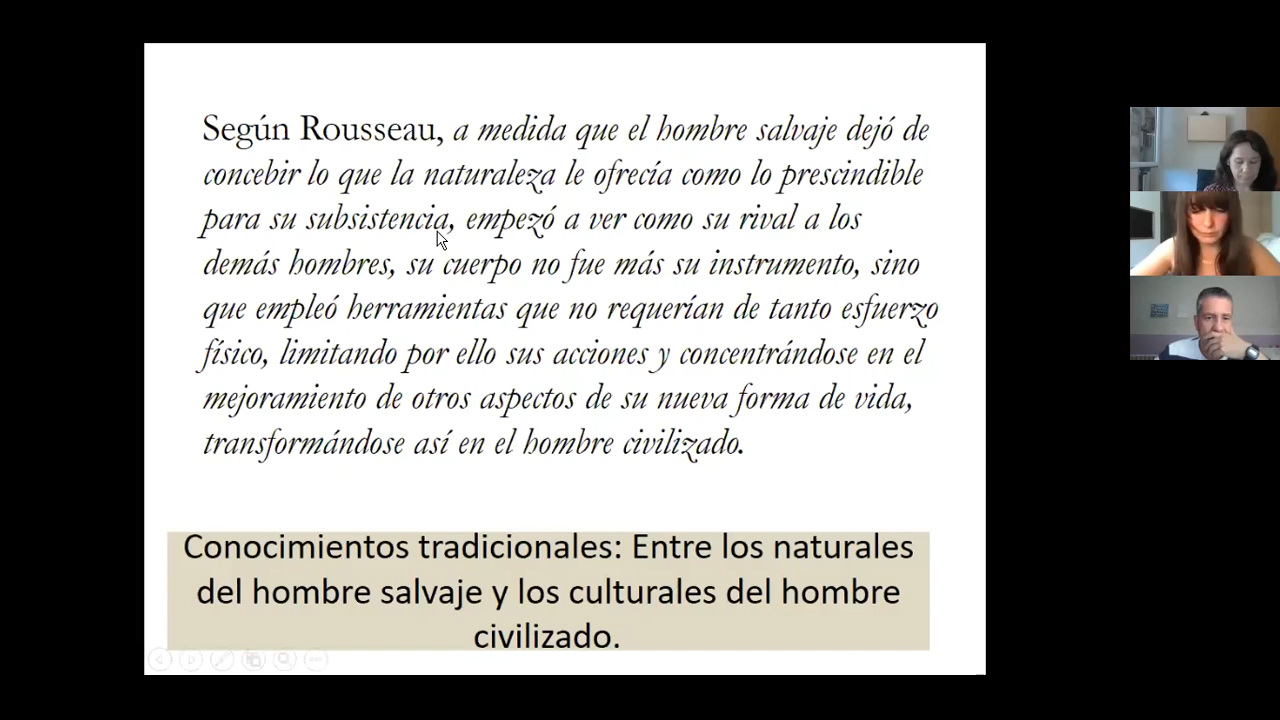 Según Rousseau, a medida que el hombre salvaje dejó de
concebir lo que la naturaleza le ofrecía como lo prescindible
para su subsistencia, empezó a ver como su rival a los
demás hombres, su cuerpo no fue más su instrumento, sino
que empleó herramientas que no requerían de tanto esfuerzo
físico, limitando por ello sus acciones y concentrándose en el
mejoramiento de otros aspectos de su nueva forma de vida,
transformándose así en el hombre civilizado.
Conocimientos tradicionales: Entre los naturales
del hombre salvaje y los culturales del hombre
civilizado.